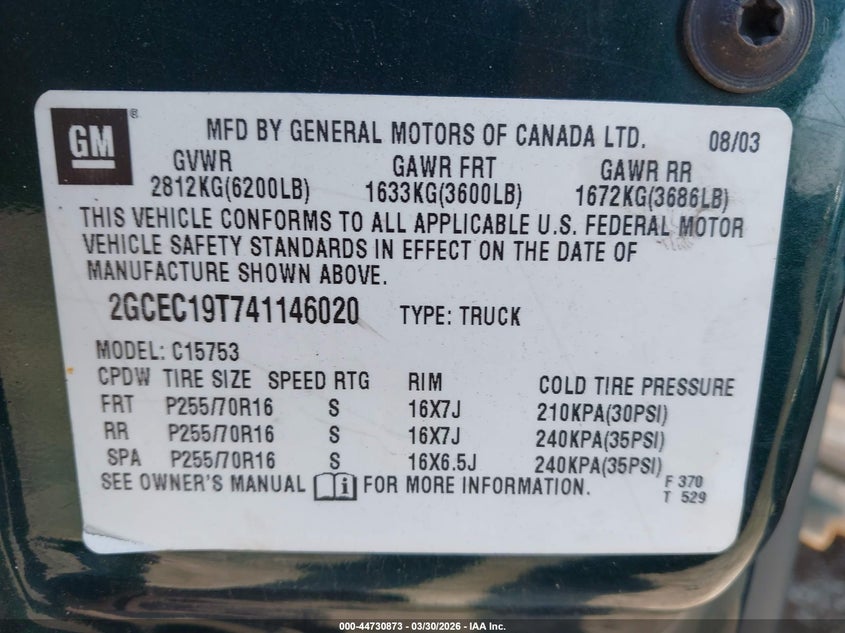 GM ®
MFD BY GENERAL MOTORS OF CANADA LTD. 08/03
GVWR GAWR FRT GAWR RR
2812KG(6200LB) 1633KG(3600LB) 1672KG(3686LB)
THIS VEHICLE CONFORMS TO ALL APPLICABLE U.S. FEDERAL MOTOR
VEHICLE SAFETY STANDARDS IN EFFECT ON THE DATE OF
MANUFACTURE SHOWN ABOVE.
2GCEC19T741146020 TYPE: TRUCK
MODEL: C15753
CPDW TIRE SIZE SPEED RTG RIM COLD TIRE PRESSURE
FRT P255/70R16 S 16X7J 210KPA(30PSI)
RR P255/70R16 S 16X7J 240KPA(35PSI)
SPA P255/70R16 S 16X6.5J 240KPA(35PSI)
SEE OWNER'S MANUAL i FOR MORE INFORMATION. F 370
T 529
000-44730873 - 03/30/2026 - IAA Inc.